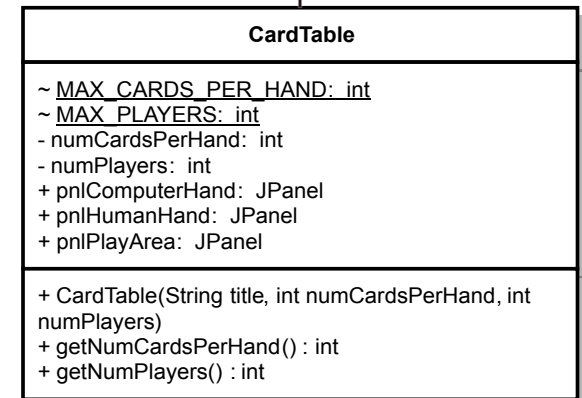 CardTable
~ MAX_CARDS_PER_HAND: int
~ MAX_PLAYERS: int
- numCardsPerHand: int
- numPlayers: int
+ pnlComputerHand: JPanel
+ pnlHumanHand: JPanel
+ pnlPlayArea: JPanel
+ CardTable(String title, int numCardsPerHand, int
numPlayers)
+ getNumCardsPerHand() : int
+ getNumPlayers() : int